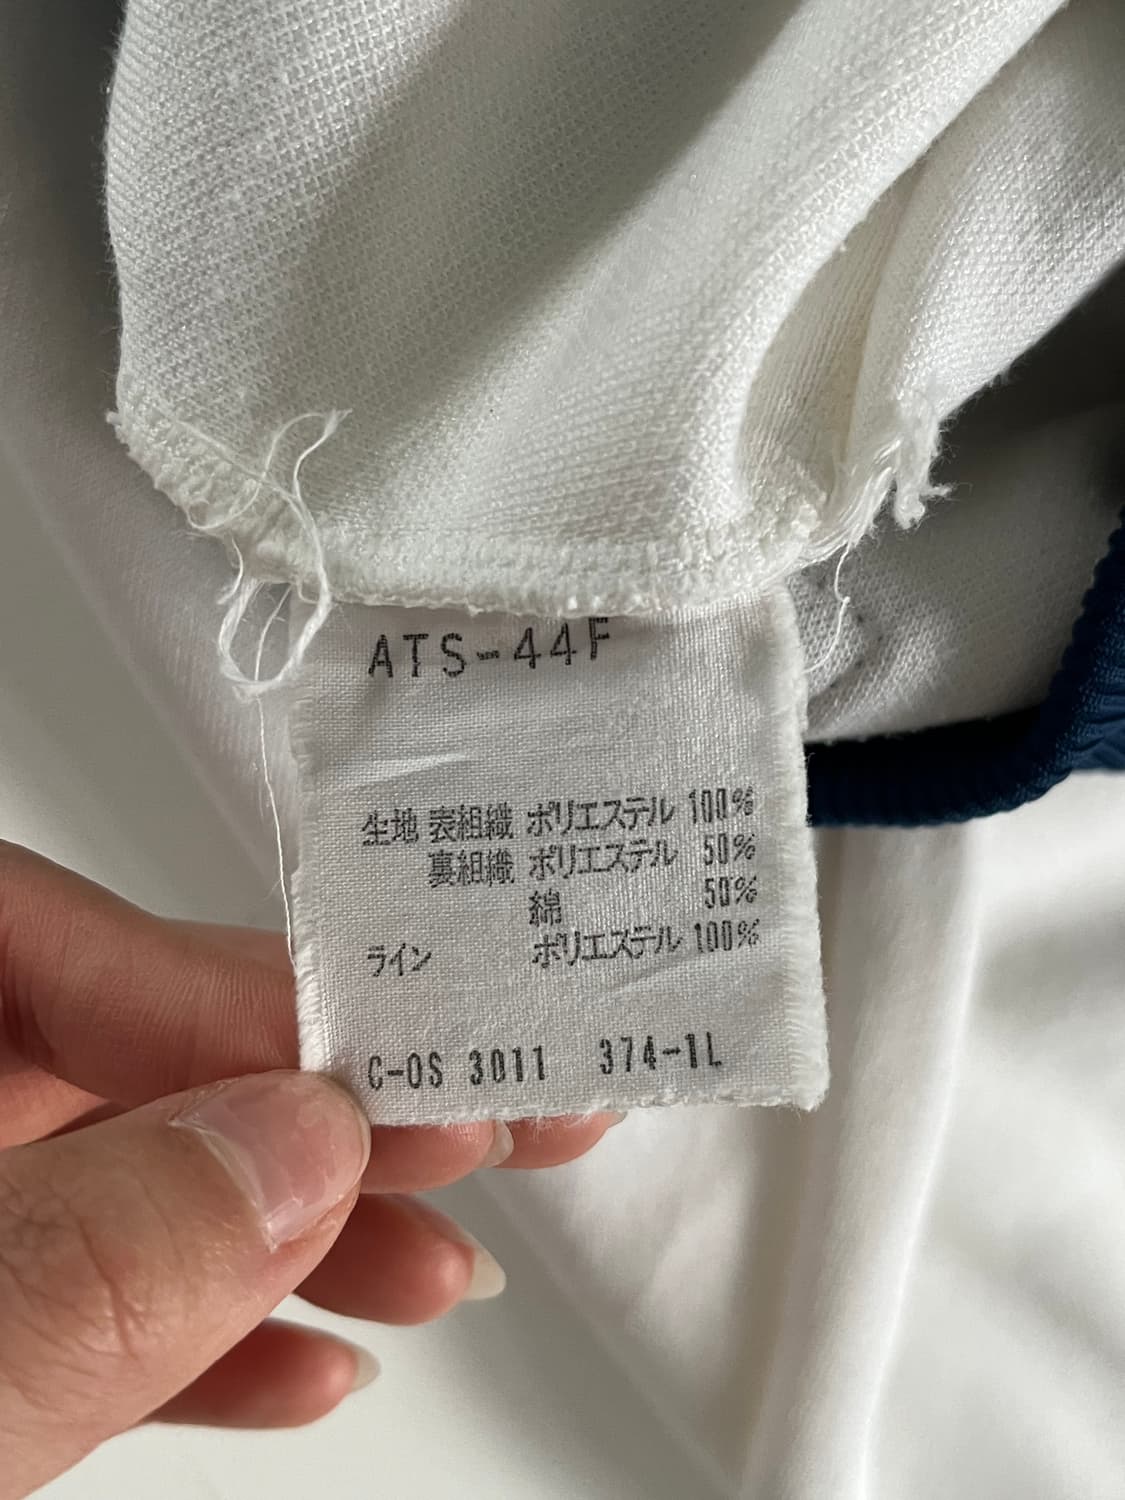 ATS-44F
生地 表組織 ポリエステル 100%
裏組織 ポリエステル 50%
綿 50%
ライン ポリエステル 100%
C-OS 3011 374-1L